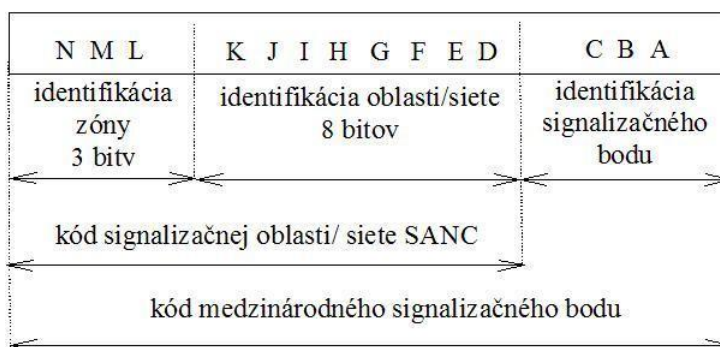 N M L K J I H G F E D C B A
identifikácia
zóny
3 bitv
identifikácia oblasti/siete
8 bitov
identifikácia
signalizačného
bodu
kód signalizačnej oblasti/ siete SANC
kód medzinárodného signalizačného bodu